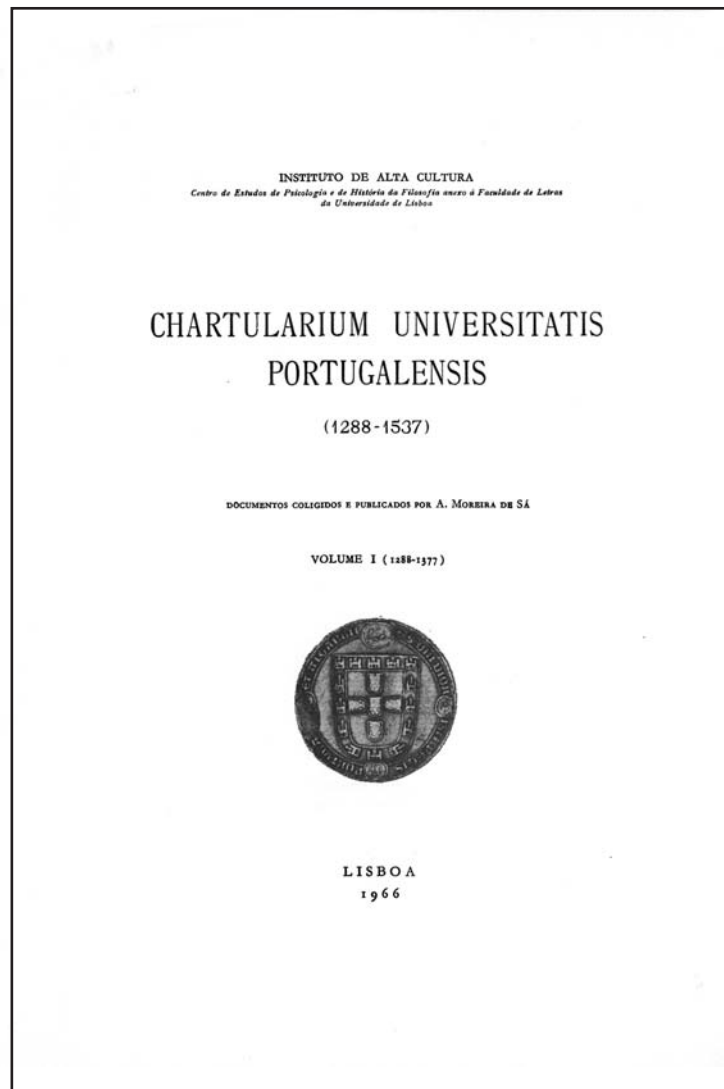 INSTITUTO DE ALTA CULTURA
Centro de Estudos de Psicologia e de História da Filosofia anexo à Faculdade de Letras
da Universidade de Lisboa
CHARTULARIUM UNIVERSITATIS
PORTUGALENSIS
(1288-1537)
DOCUMENTOS COLIGIDOS E PUBLICADOS POR A. MOREIRA DE SÁ
VOLUME I (1288-1377)
LISBOA
1966